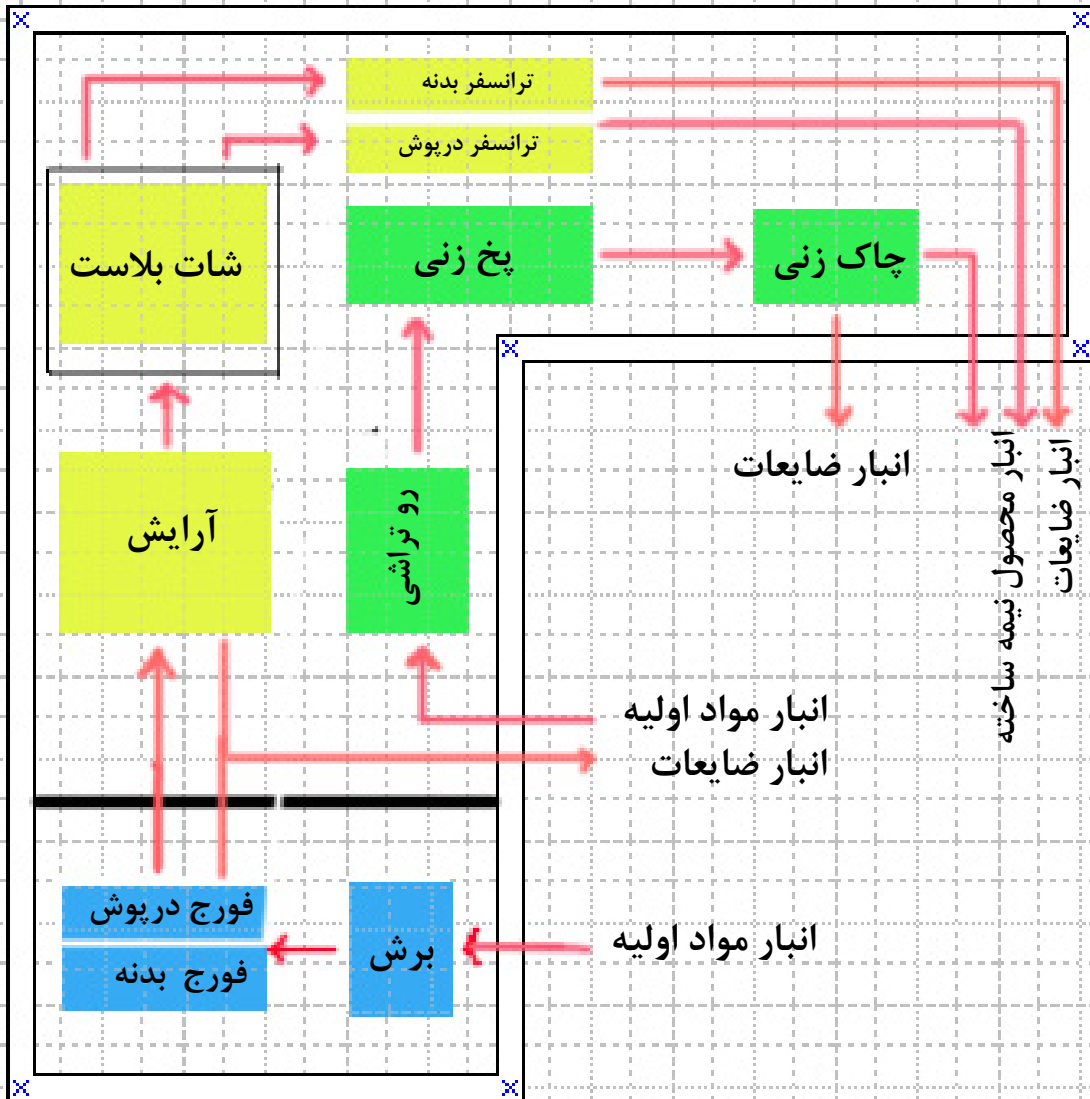 ترانسفر بدنه
ترانسفر درپوش
شات بلاست
پخ زنی
چاک زنی
انبار ضایعات
انبار محصول نیمه ساخته
انبار ضایعات
آرایش
رو تراشی
انبار مواد اولیه
انبار ضایعات
فورج درپوش
فورج بدنه
برش
انبار مواد اولیه